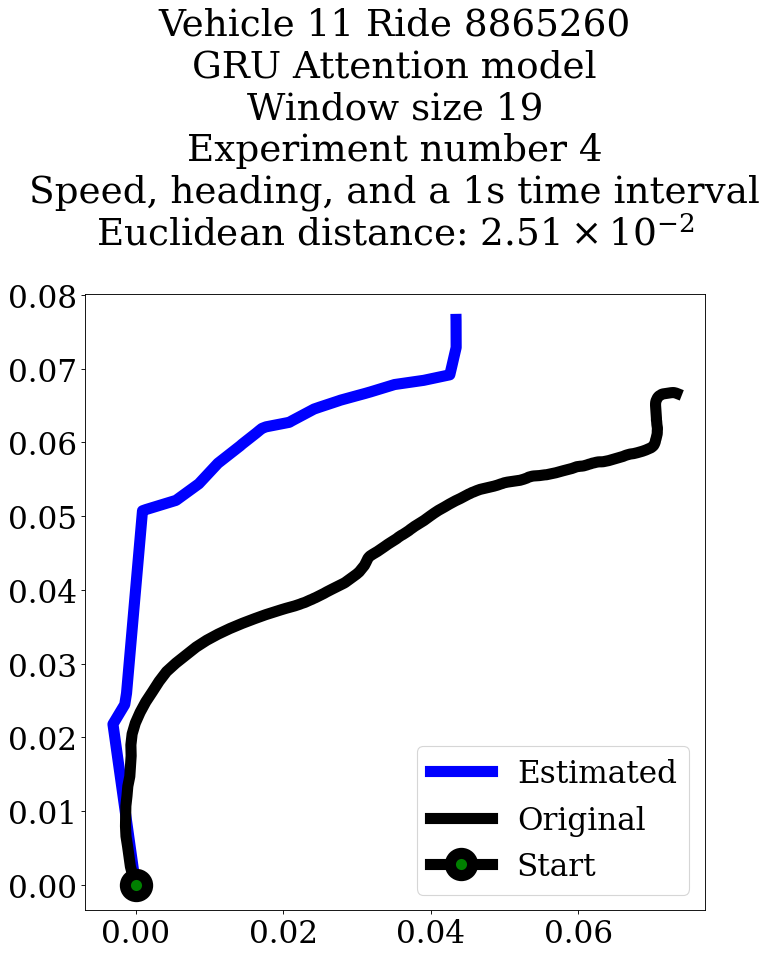 Vehicle 11 Ride 8865260
GRU Attention model
Window size 19
Experiment number 4
Speed, heading, and a 1s time interval
Euclidean distance: 2.51 × 10⁻²
0.08
0.07
0.06
0.05
0.04
0.03
0.02
0.01
0.00
Estimated
Original
Start
0.00 0.02 0.04 0.06